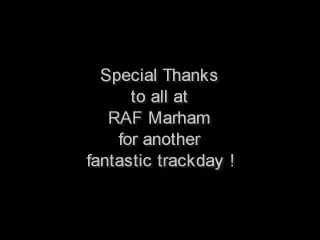 Special Thanks
to all at
RAF Marham
for another
fantastic trackday !